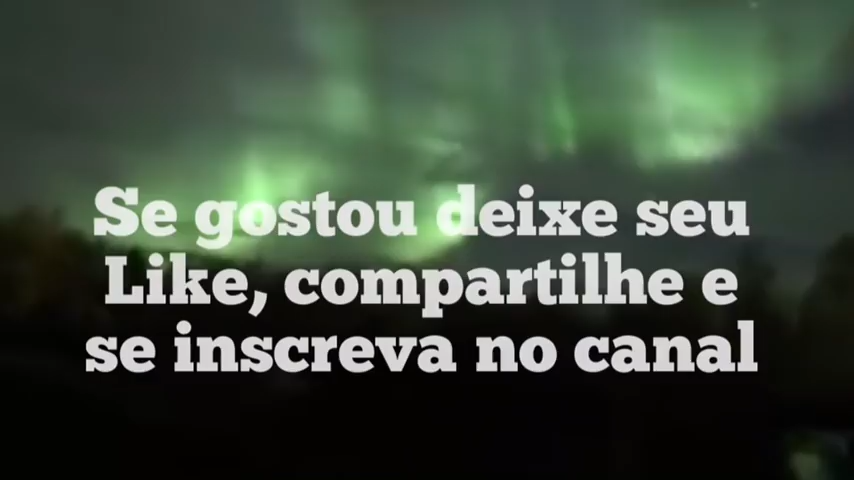 Se gostou deixe seu
Like, compartilhe e
se inscreva no canal